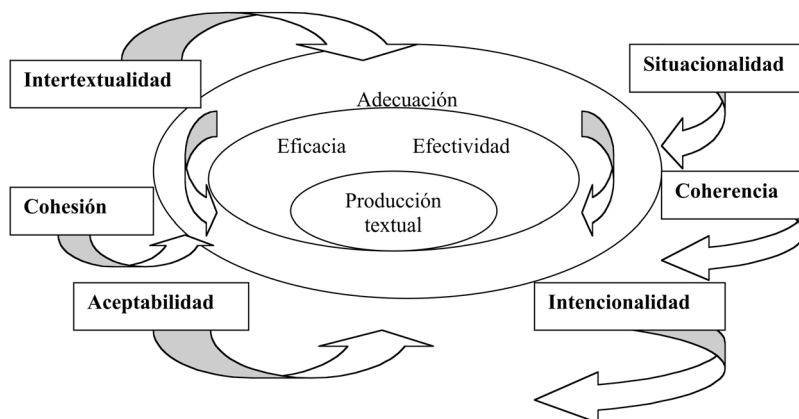 Intertextualidad
Situacionalidad
Adecuación
Eficacia
Efectividad
Coherencia
Cohesión
Producción
textual
Aceptabilidad
Intencionalidad